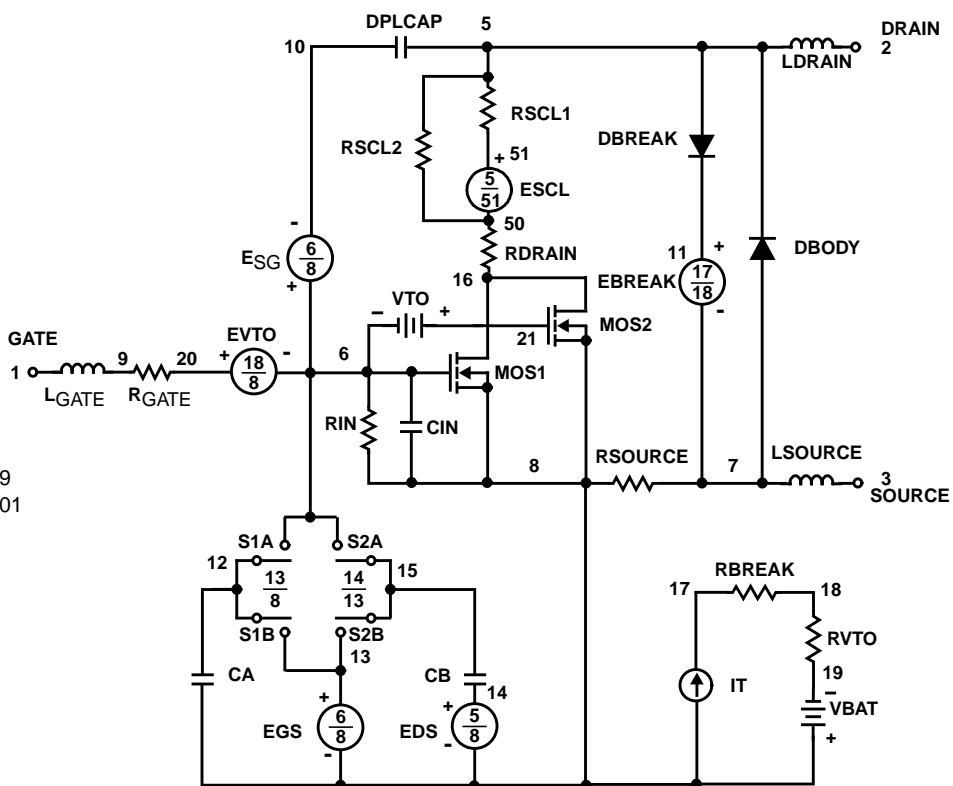 DPLCAP
5
DRAIN
2
10
LDRAIN
RSCL1
RSCL2
DBREAK
+ 51
5
51
ESCL
50
-
RDRAIN
11
+
DBODY
ESG
6
8
+
16
EBREAK
17
18
-
VTO
-
+
MOS2
21
GATE
EVTO
9
20
+
18
8
-
6
1
MOS1
LGATE
RGATE
RIN
CIN
8
RSOURCE
7
LSOURCE
3
SOURCE
9
01
S1A
S2A
12
13
8
14
13
15
RBREAK
17
18
S1B
S2B
13
RVTO
CA
CB
14
19
IT
-
VBAT
+
+
EGS
6
8
-
+
EDS
5
8
-